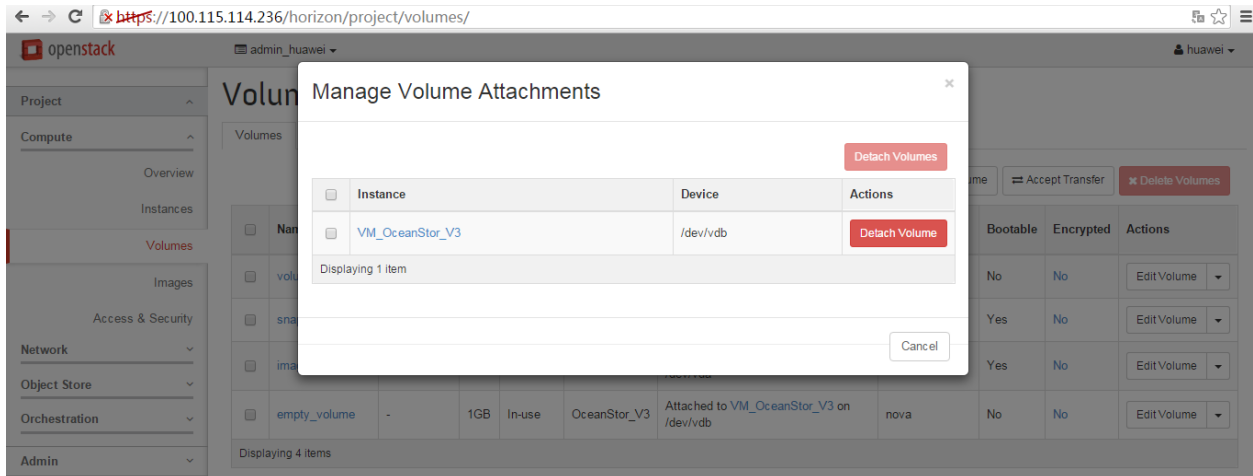 https://100.115.114.236/horizon/project/volumes/
openstack
admin_huawei
huawei
Project
Compute
Overview
Instances
Volumes
Images
Access & Security
Network
Object Store
Orchestration
Admin
Volumes
Manage Volume Attachments
×
Detach Volumes
Instance Device Actions
VM_OceanStor_V3 /dev/vdb Detach Volume
Displaying 1 item
Cancel
Accept Transfer
Delete Volumes
Bootable Encrypted Actions
No No Edit Volume
Yes No Edit Volume
Yes No Edit Volume
empty_volume - 1GB In-use OceanStor_V3 Attached to VM_OceanStor_V3 on nova No No Edit Volume
/dev/vdb
Displaying 4 items